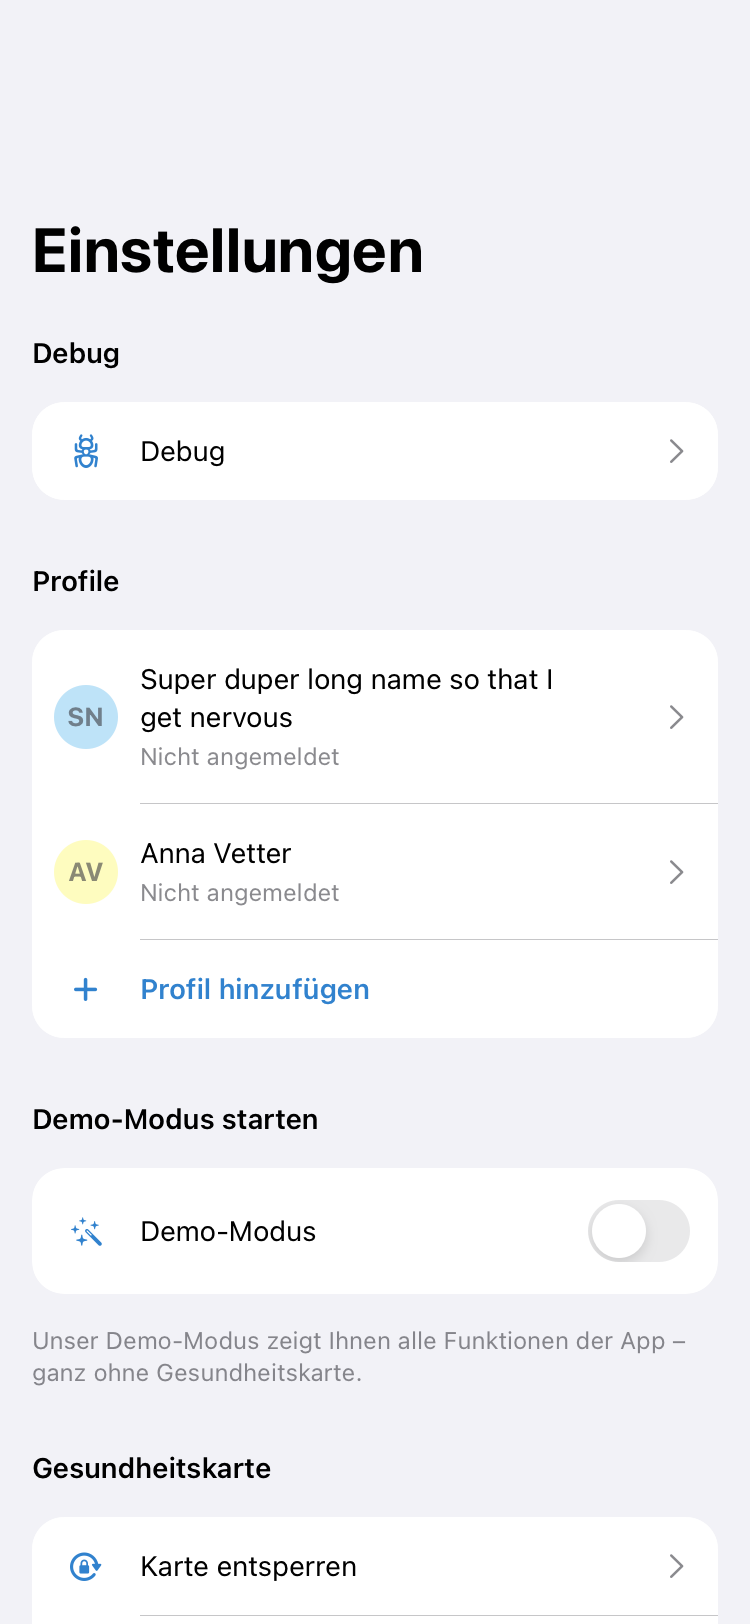 Einstellungen
Debug
Debug
Profile
SN
Super duper long name so that I
get nervous
Nicht angemeldet
AV
Anna Vetter
Nicht angemeldet
Profil hinzufügen
Demo-Modus starten
Demo-Modus
Unser Demo-Modus zeigt Ihnen alle Funktionen der App –
ganz ohne Gesundheitskarte.
Gesundheitskarte
Karte entsperren